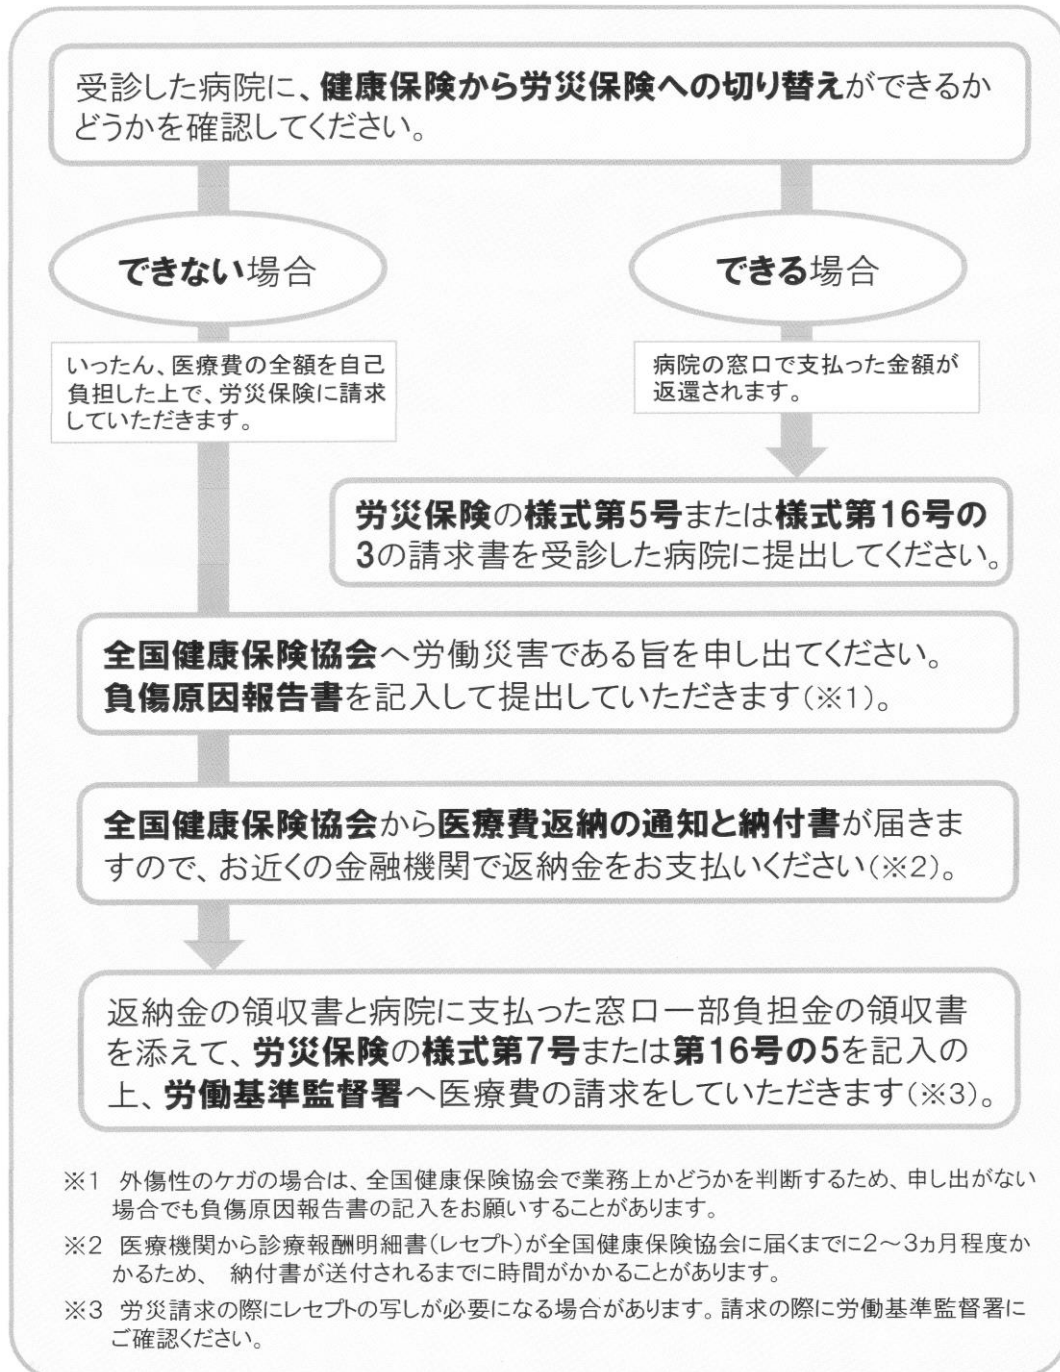 受診した病院に、健康保険から労災保険への切り替えができるか
どうかを確認してください。
できない場合
できる場合
いったん、医療費の全額を自己
負担した上で、労災保険に請求
していただきます。
病院の窓口で支払った金額が
返還されます。
労災保険の様式第5号または様式第16号の
3の請求書を受診した病院に提出してください。
全国健康保険協会へ労働災害である旨を申し出てください。
負傷原因報告書を記入して提出していただきます(※1)。
全国健康保険協会から医療費返納の通知と納付書が届きま
すので、お近くの金融機関で返納金をお支払いください(※2)。
返納金の領収書と病院に支払った窓口一部負担金の領収書
を添えて、労災保険の様式第7号または第16号の5を記入の
上、労働基準監督署へ医療費の請求をしていただきます(※3)。
※1 外傷性のケガの場合は、全国健康保険協会で業務上かどうかを判断するため、申し出がない
場合でも負傷原因報告書の記入をお願いすることがあります。
※2 医療機関から診療報酬明細書(レセプト)が全国健康保険協会に届くまでに2～3ヵ月程度か
かるため、 納付書が送付されるまでに時間がかかることがあります。
※3 労災請求の際にレセプトの写しが必要になる場合があります。請求の際に労働基準監督署に
ご確認ください。